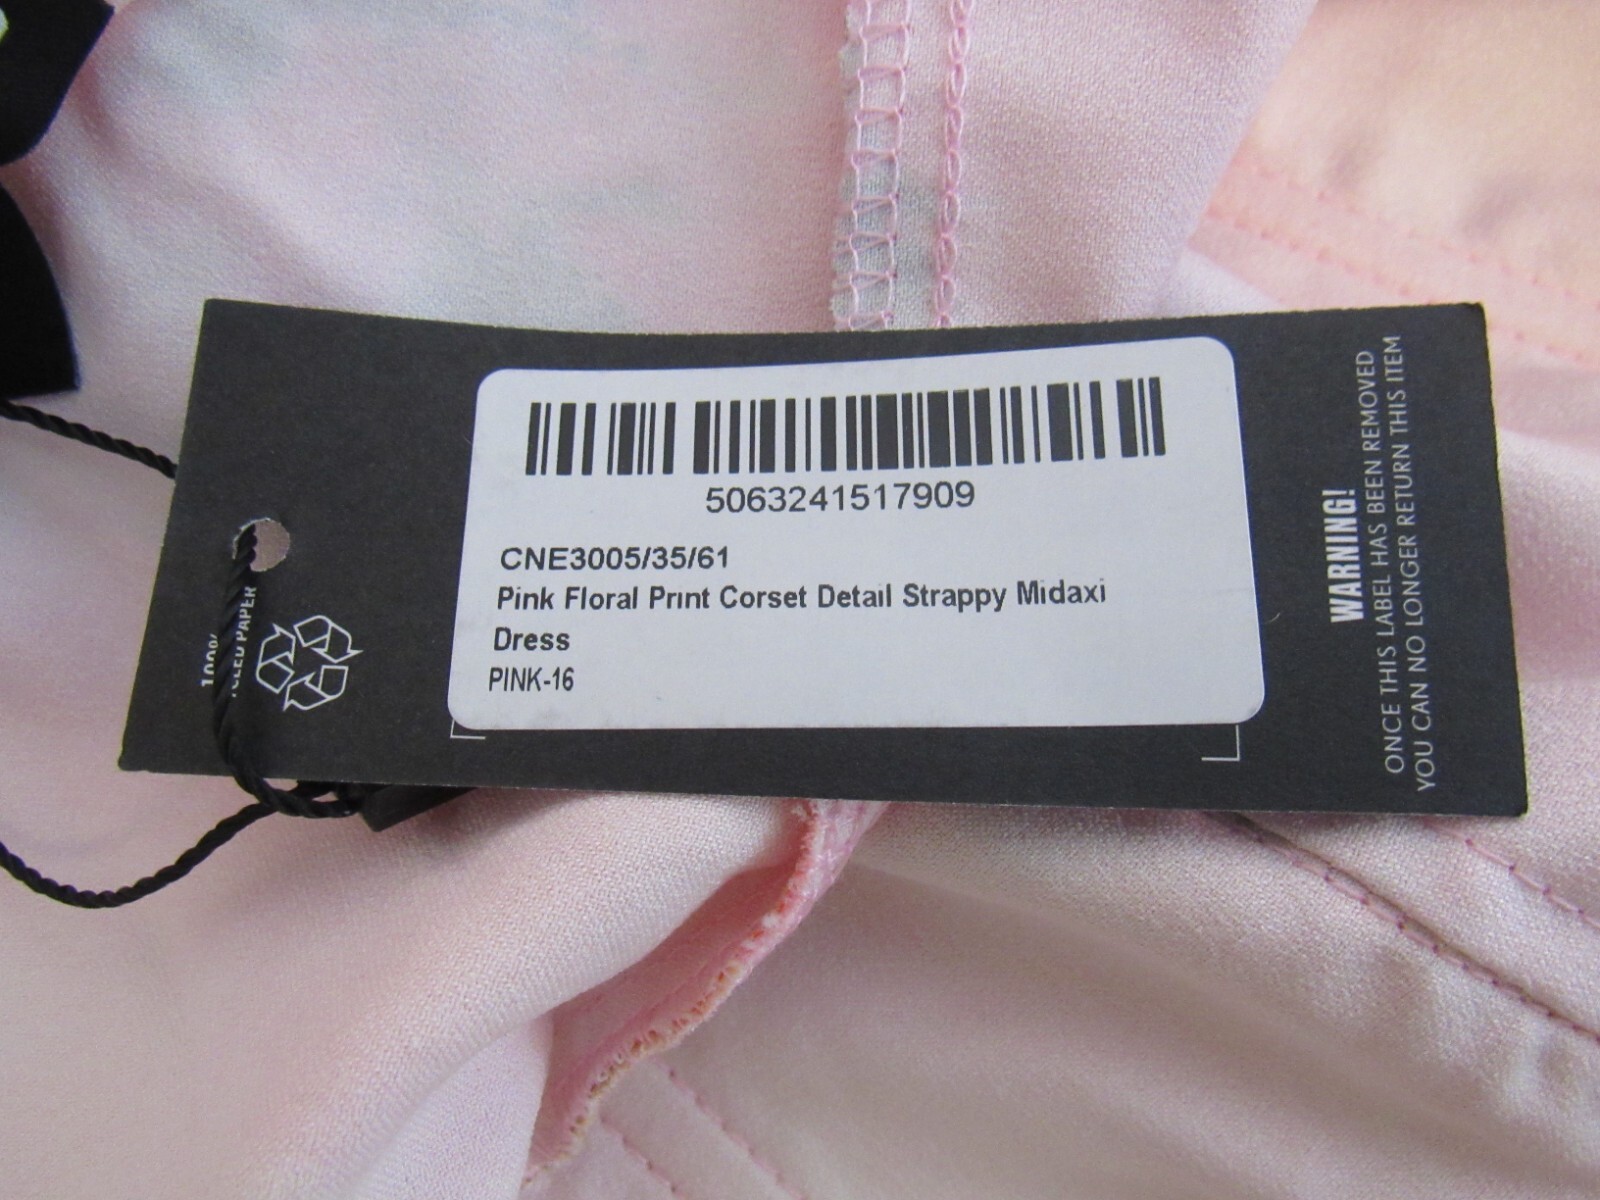 5063241517909
CNE3005/35/61
Pink Floral Print Corset Detail Strappy Midaxi
Dress
PINK-16
WARNING!
ONCE THIS LABEL HAS BEEN REMOVED
YOU CAN NO LONGER RETURN THIS ITEM
PAPER